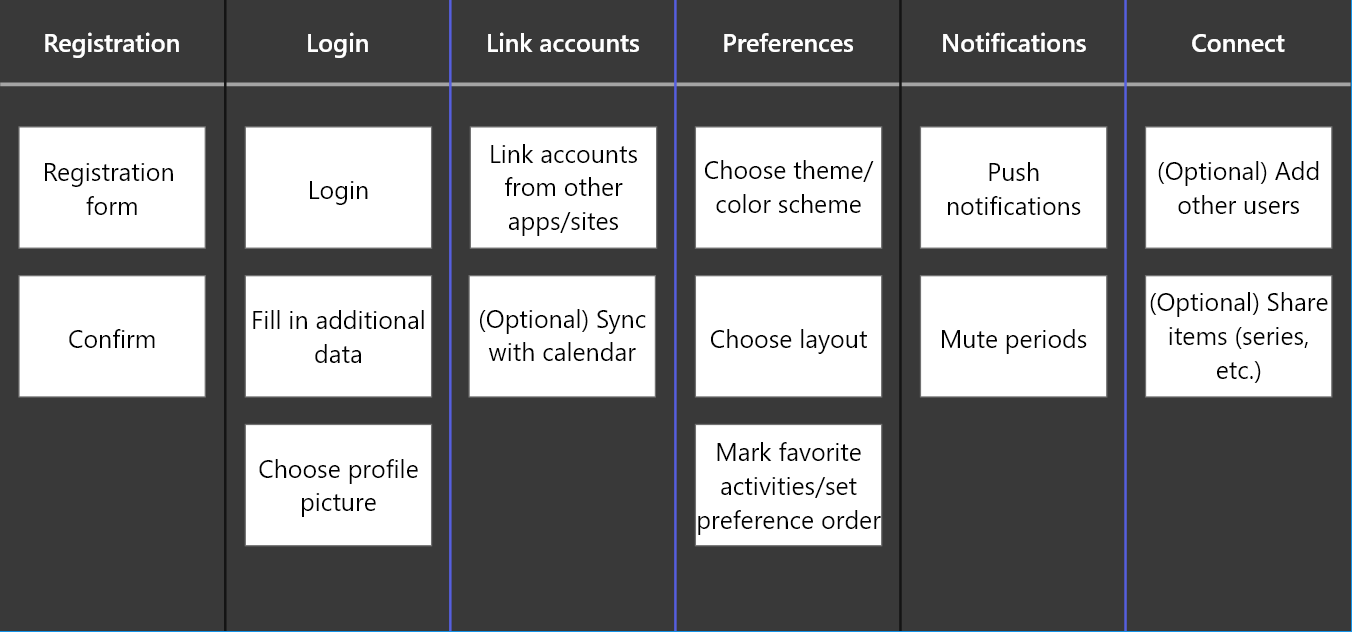 Registration
Login
Link accounts
Preferences
Notifications
Connect
Registration
form
Confirm
Login
Fill in additional
data
Choose profile
picture
Link accounts
from other
apps/sites
(Optional) Sync
with calendar
Choose theme/
color scheme
Choose layout
Mark favorite
activities/set
preference order
Push
notifications
Mute periods
(Optional) Add
other users
(Optional) Share
items (series,
etc.)